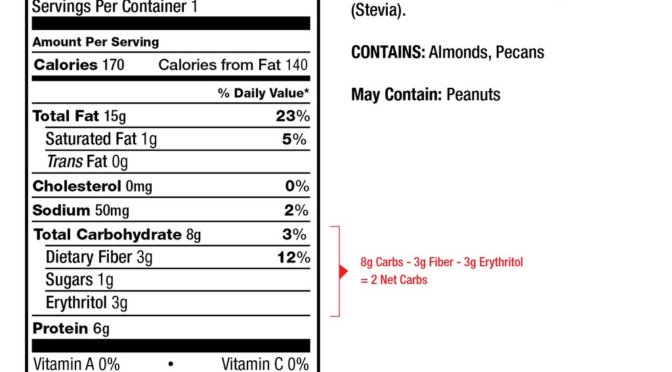 Servings Per Container 1
Amount Per Serving
Calories 170 Calories from Fat 140
% Daily Value*
Total Fat 15g 23%
Saturated Fat 1g 5%
Trans Fat 0g
Cholesterol 0mg 0%
Sodium 50mg 2%
Total Carbohydrate 8g 3%
Dietary Fiber 3g 12%
Sugars 1g
Erythritol 3g
Protein 6g
Vitamin A 0% • Vitamin C 0%
(Stevia).
CONTAINS: Almonds, Pecans
May Contain: Peanuts
8g Carbs - 3g Fiber - 3g Erythritol
= 2 Net Carbs